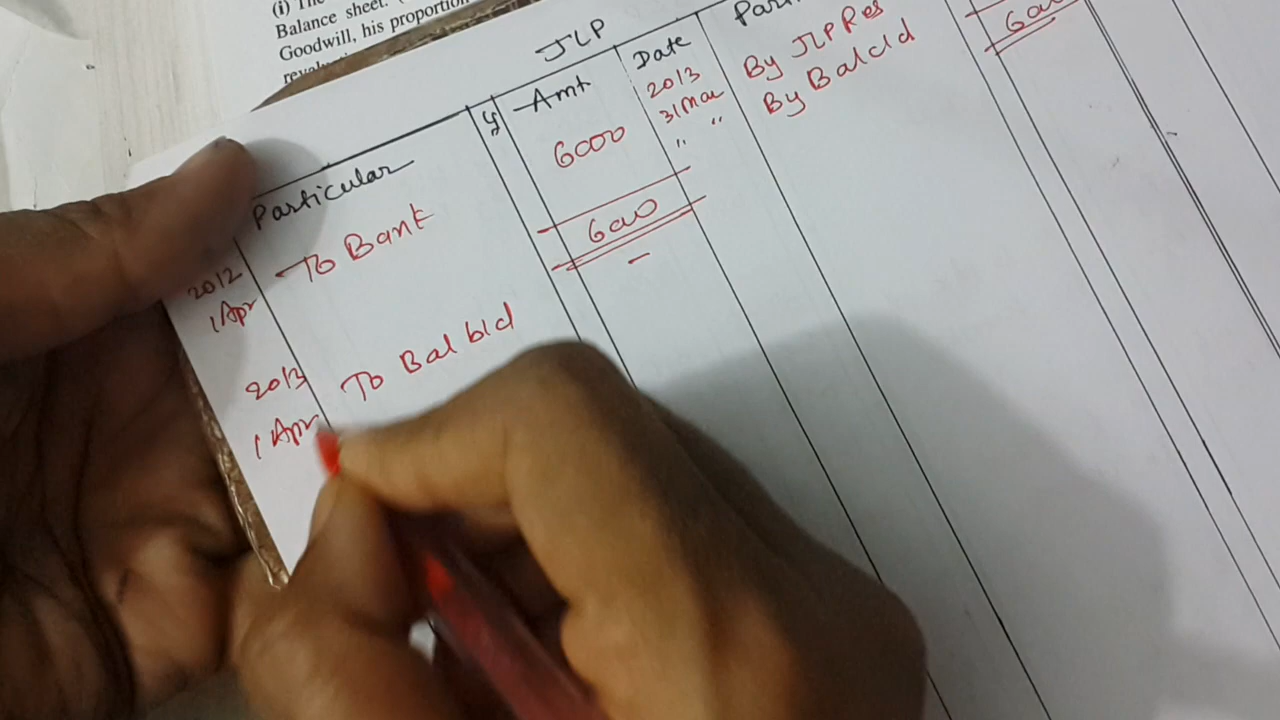 (i) The
Balance sheet.
Goodwill, his proportion
JLP
Particular Amt Date
2012
1 Apr To Bank 6000 2013
31 Mar By JLP Res
" " By Bal c/d
6000 6000
2013
1 Apr To Bal b/d -